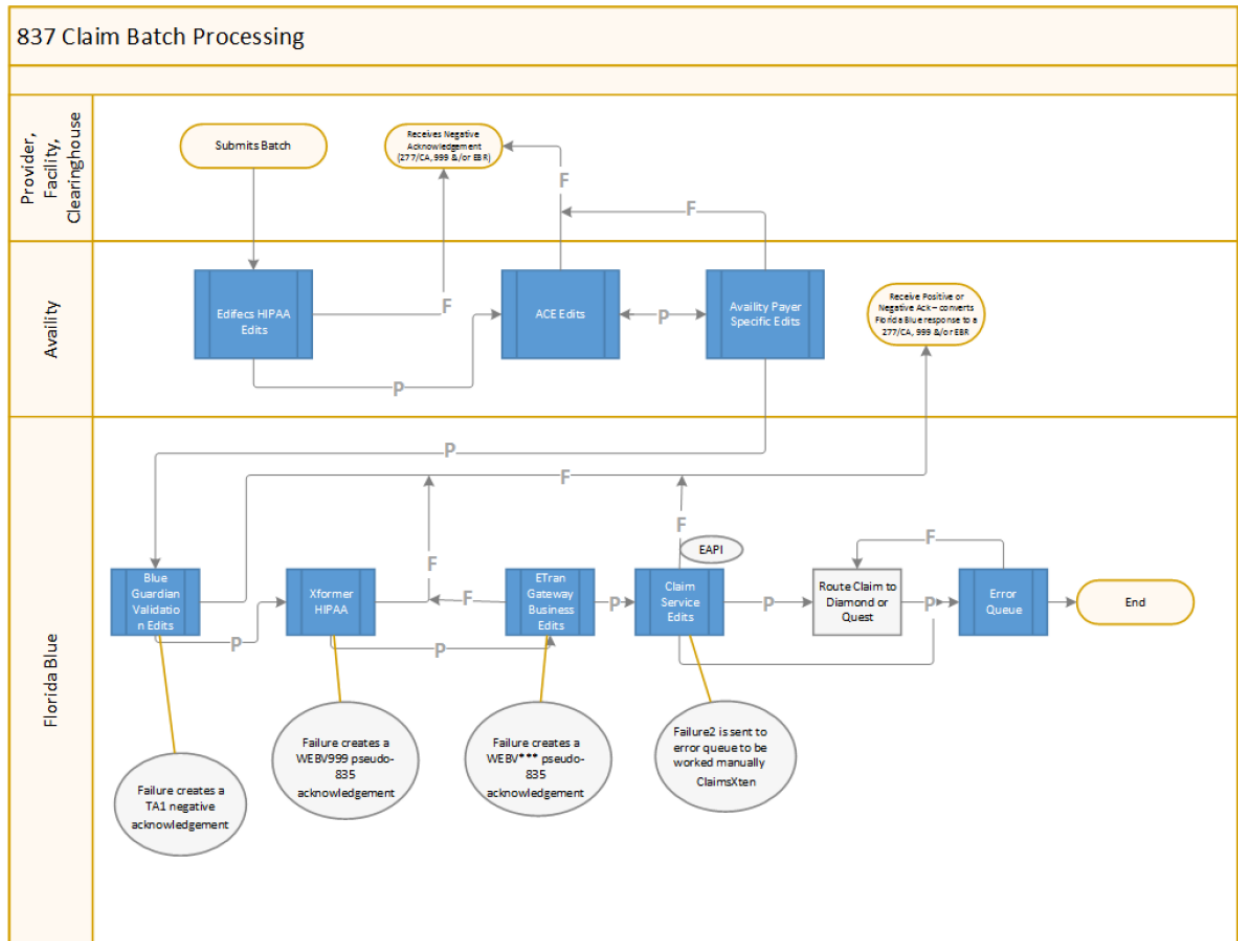 837 Claim Batch Processing
Provider,
Facility,
Clearinghouse
Submits Batch
Receives Negative
Acknowledgement
(277/CA, 999 &/or EBR)
F
F
F
Availity
Edifecs HIPAA
Edits
ACE Edits
P
Availity Payer
Specific Edits
Receive Positive or
Negative Ack – converts
Florida Blue response to a
277/CA, 999 &/or EBR
P
Florida Blue
P
F
F
F
EAPI
F
Blue
Guardian
Validatio
n Edits
P
Xformer
HIPAA
F
P
ETran
Gateway
Business
Edits
P
Claim
Service
Edits
P
Route Claim to
Diamond or
Quest
P
P
Error
Queue
End
Failure creates a
TA1 negative
acknowledgement
Failure creates a
WEBV999 pseudo-
835
acknowledgement
Failure creates a
WEBV*** pseudo-
835
acknowledgement
Failure2 is sent to
error queue to be
worked manually
ClaimsXten